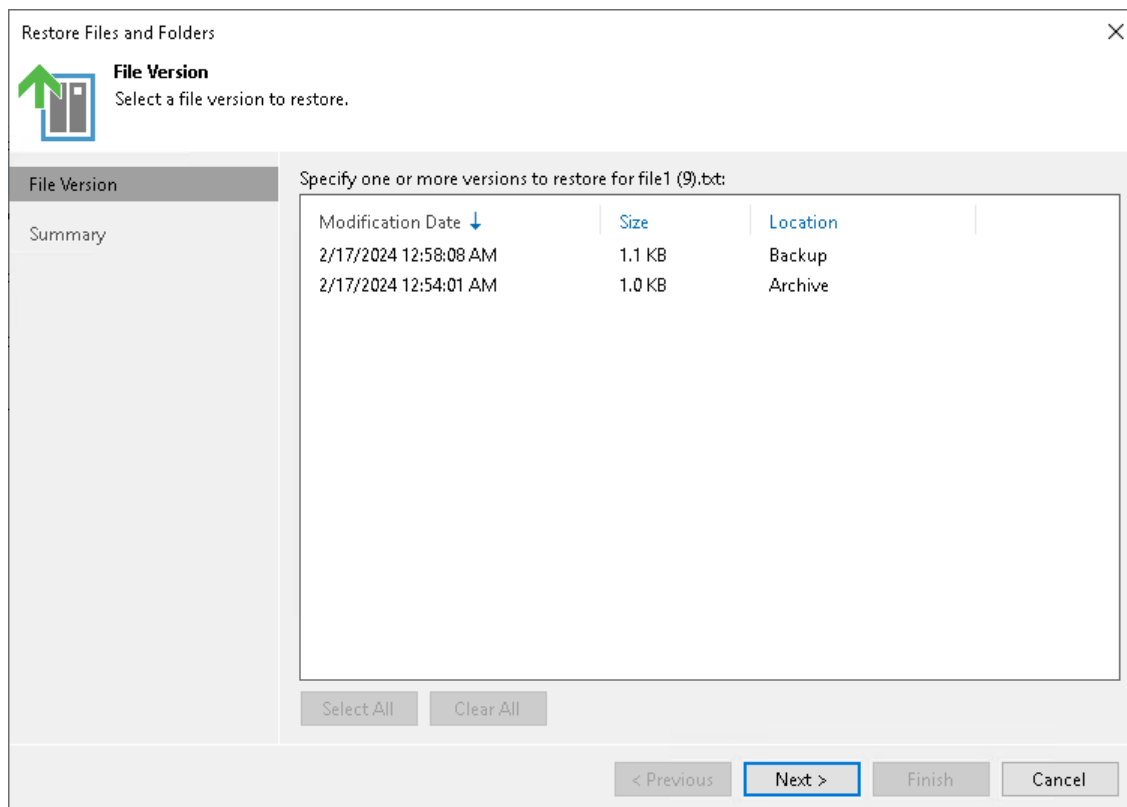 Restore Files and Folders
File Version
Select a file version to restore.
File Version
Summary
Specify one or more versions to restore for file1 (9).txt:
Modification Date Size Location
2/17/2024 12:58:08 AM 1.1 KB Backup
2/17/2024 12:54:01 AM 1.0 KB Archive
Select All Clear All
< Previous Next > Finish Cancel